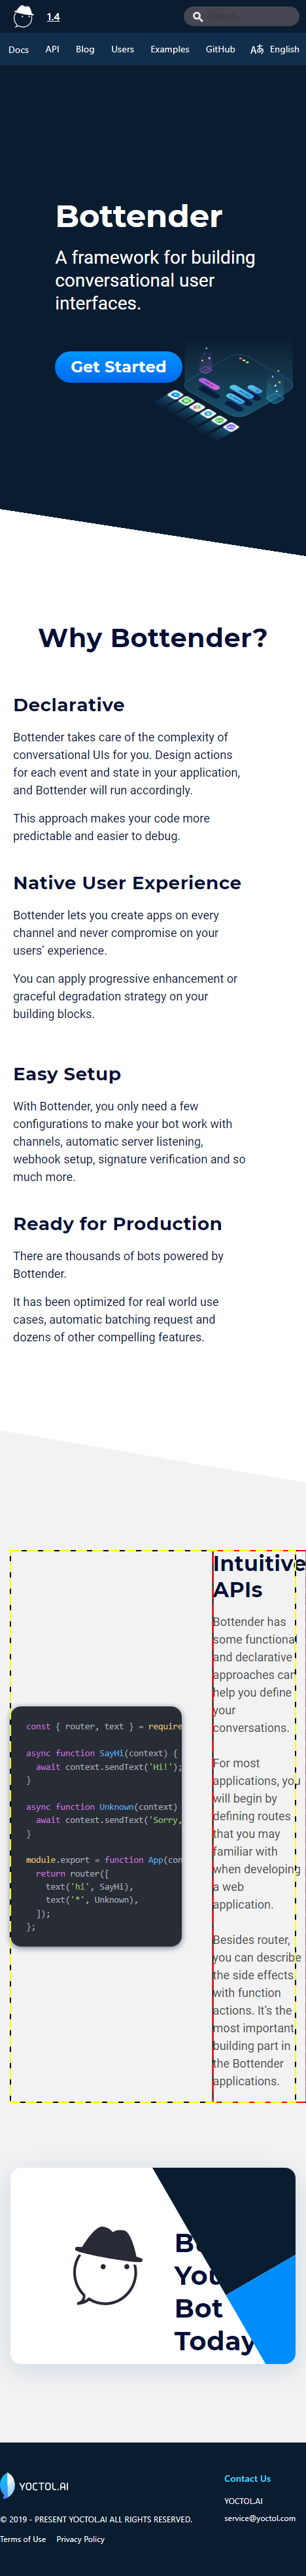 1.4
Search
Docs API Blog Users Examples GitHub Aあ English
Bottender
A framework for building
conversational user
interfaces.
Get Started
Why Bottender?
Declarative
Bottender takes care of the complexity of
conversational UIs for you. Design actions
for each event and state in your application,
and Bottender will run accordingly.
This approach makes your code more
predictable and easier to debug.
Native User Experience
Bottender lets you create apps on every
channel and never compromise on your
users’ experience.
You can apply progressive enhancement or
graceful degradation strategy on your
building blocks.
Easy Setup
With Bottender, you only need a few
configurations to make your bot work with
channels, automatic server listening,
webhook setup, signature verification and so
much more.
Ready for Production
There are thousands of bots powered by
Bottender.
It has been optimized for real world use
cases, automatic batching request and
dozens of other compelling features.
const { router, text } = require
async function SayHi(context) {
await context.sendText('Hi!');
}
async function Unknown(context)
await context.sendText('Sorry,
}
module.export = function App(con
return router([
text('hi', SayHi),
text('*', Unknown),
]);
};
Intuitive
APIs
Bottender has
some functional
and declarative
approaches can
help you define
your
conversations.
For most
applications, you
will begin by
defining routes
that you may
familiar with
when developing
a web
application.
Besides router,
you can describe
the side effects
with function
actions. It’s the
most important
building part in
the Bottender
applications.
You
Bot
Today
YOCTOL.AI
© 2019 - PRESENT YOCTOL.AI ALL RIGHTS RESERVED.
Terms of Use Privacy Policy
Contact Us
YOCTOL.AI
service@yoctol.com